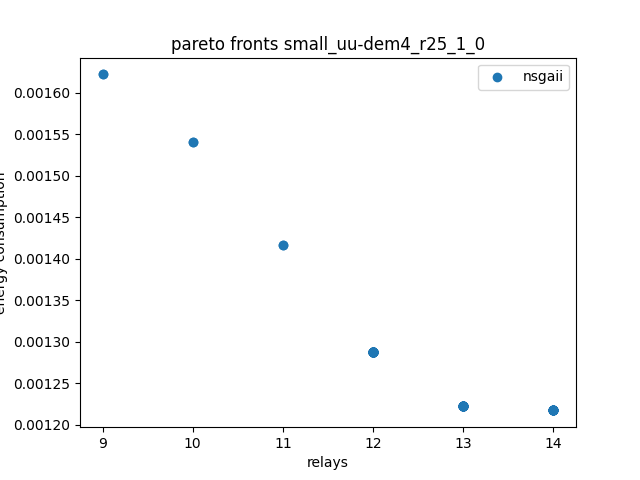 pareto fronts small_uu-dem4_r25_1_0
nsgaii
0.00160
0.00155
0.00150
0.00145
0.00140
0.00135
0.00130
0.00125
0.00120
energy consumption
9 10 11 12 13 14
relays